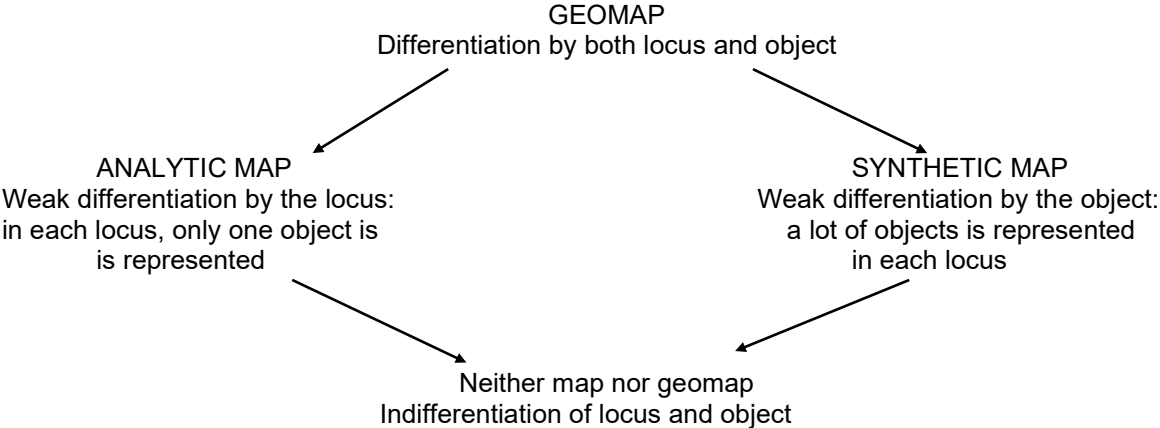 GEOMAP
Differentiation by both locus and object
ANALYTIC MAP
Weak differentiation by the locus:
in each locus, only one object is
is represented
SYNTHETIC MAP
Weak differentiation by the object:
a lot of objects is represented
in each locus
Neither map nor geomap
Indifferentiation of locus and object